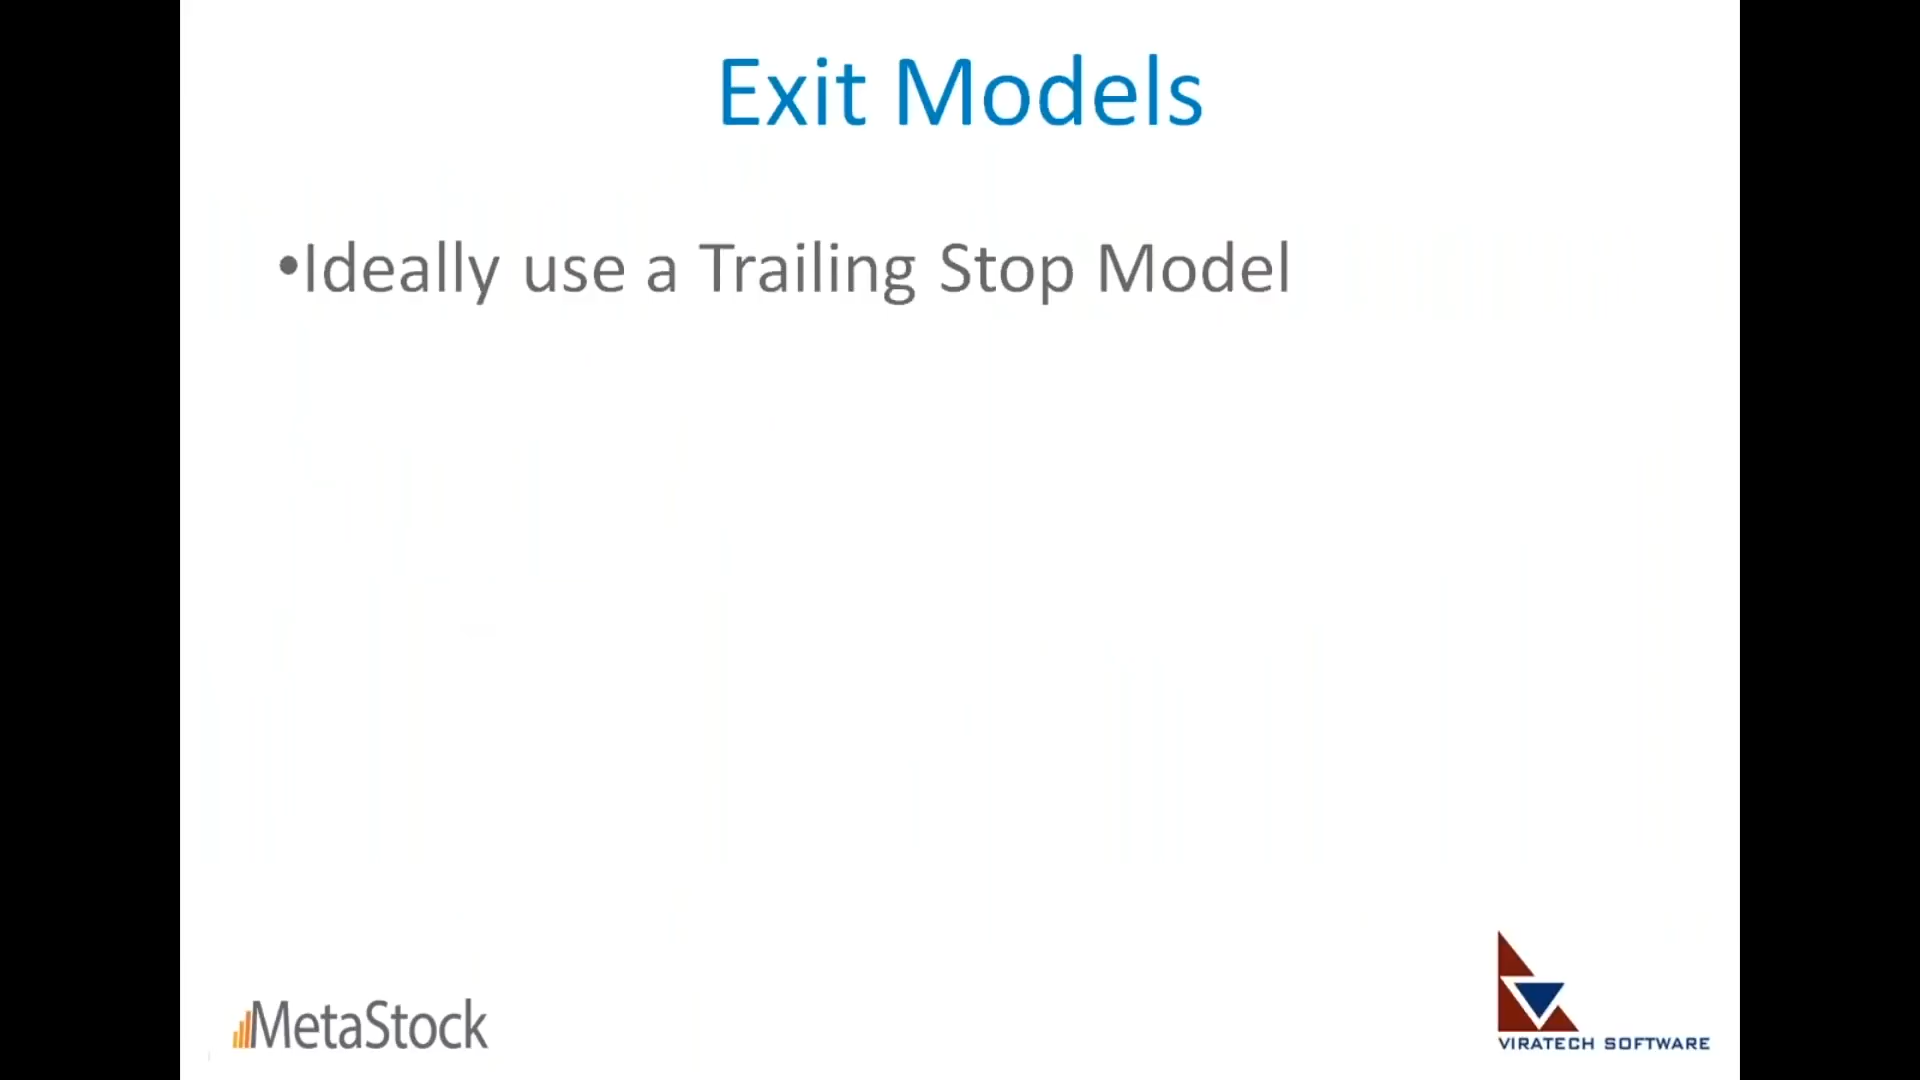 Exit Models
•Ideally use a Trailing Stop Model
MetaStock
VIRATECH SOFTWARE